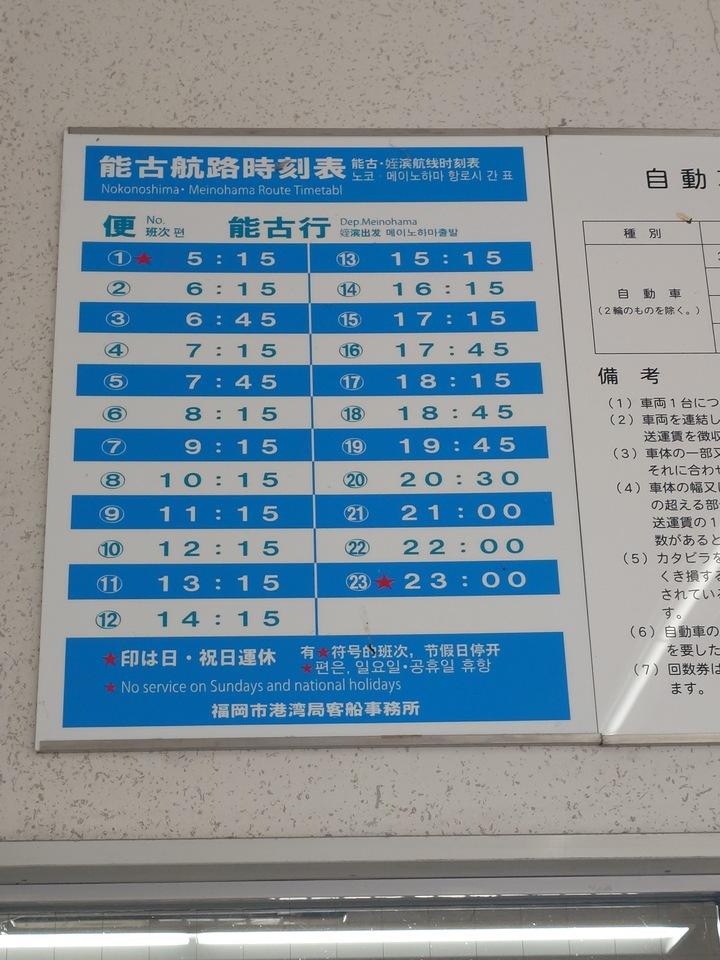 能古航路時刻表
能古・姪滨航线时刻表
노코・메이노하마 항로시 간 표
Nokonoshima・Meinohama Route Timetabl
便 No. 班次 편 能古行 Dep.Meinohama 姪滨出发 메이노하마출발
①★ 5:15 ⑬ 15:15
② 6:15 ⑭ 16:15
③ 6:45 ⑮ 17:15
④ 7:15 ⑯ 17:45
⑤ 7:45 ⑰ 18:15
⑥ 8:15 ⑱ 18:45
⑦ 9:15 ⑲ 19:45
⑧ 10:15 ⑳ 20:30
⑨ 11:15 ㉑ 21:00
⑩ 12:15 ㉒ 22:00
⑪ 13:15 ㉓★ 23:00
⑫ 14:15
★印は日・祝日運休
有★符号的班次，节假日停开
★편은, 일요일・공휴일 휴항
★ No service on Sundays and national holidays
福岡市港湾局客船事務所
自動
種別
自動車
(２輪のものを除く。)
備考
(1) 車両１台につ
(2) 車両を連結し
送運賃を徴収
(3) 車体の一部又
それに合わせ
(4) 車体の幅又は
の超える部
送運賃の１
数があると
(5) カタピラを
くき損する
されている
す。
(6) 自動車の
を要した
(7) 回数券は
ます。